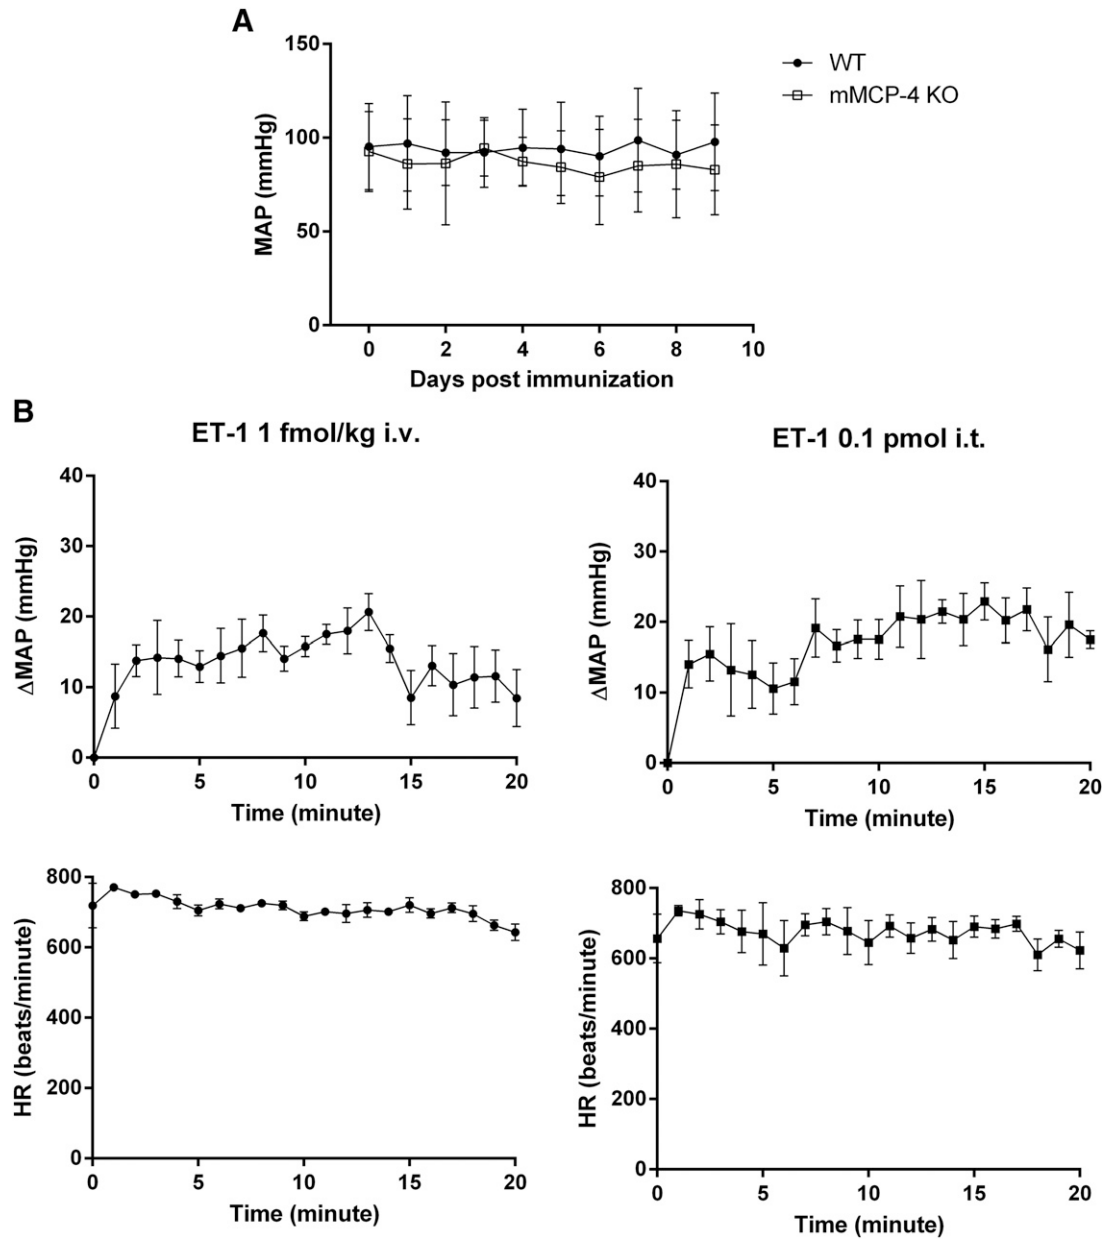 A
150
100
50
0
MAP (mmHg)
0 2 4 6 8 10
Days post immunization
WT
mMCP-4 KO
B
ET-1 1 fmol/kg i.v.
40
30
20
10
0
ΔMAP (mmHg)
0 5 10 15 20
Time (minute)
ET-1 0.1 pmol i.t.
40
30
20
10
0
ΔMAP (mmHg)
0 5 10 15 20
Time (minute)
800
600
400
200
0
HR (beats/minute)
0 5 10 15 20
Time (minute)
800
600
400
200
0
HR (beats/minute)
0 5 10 15 20
Time (minute)